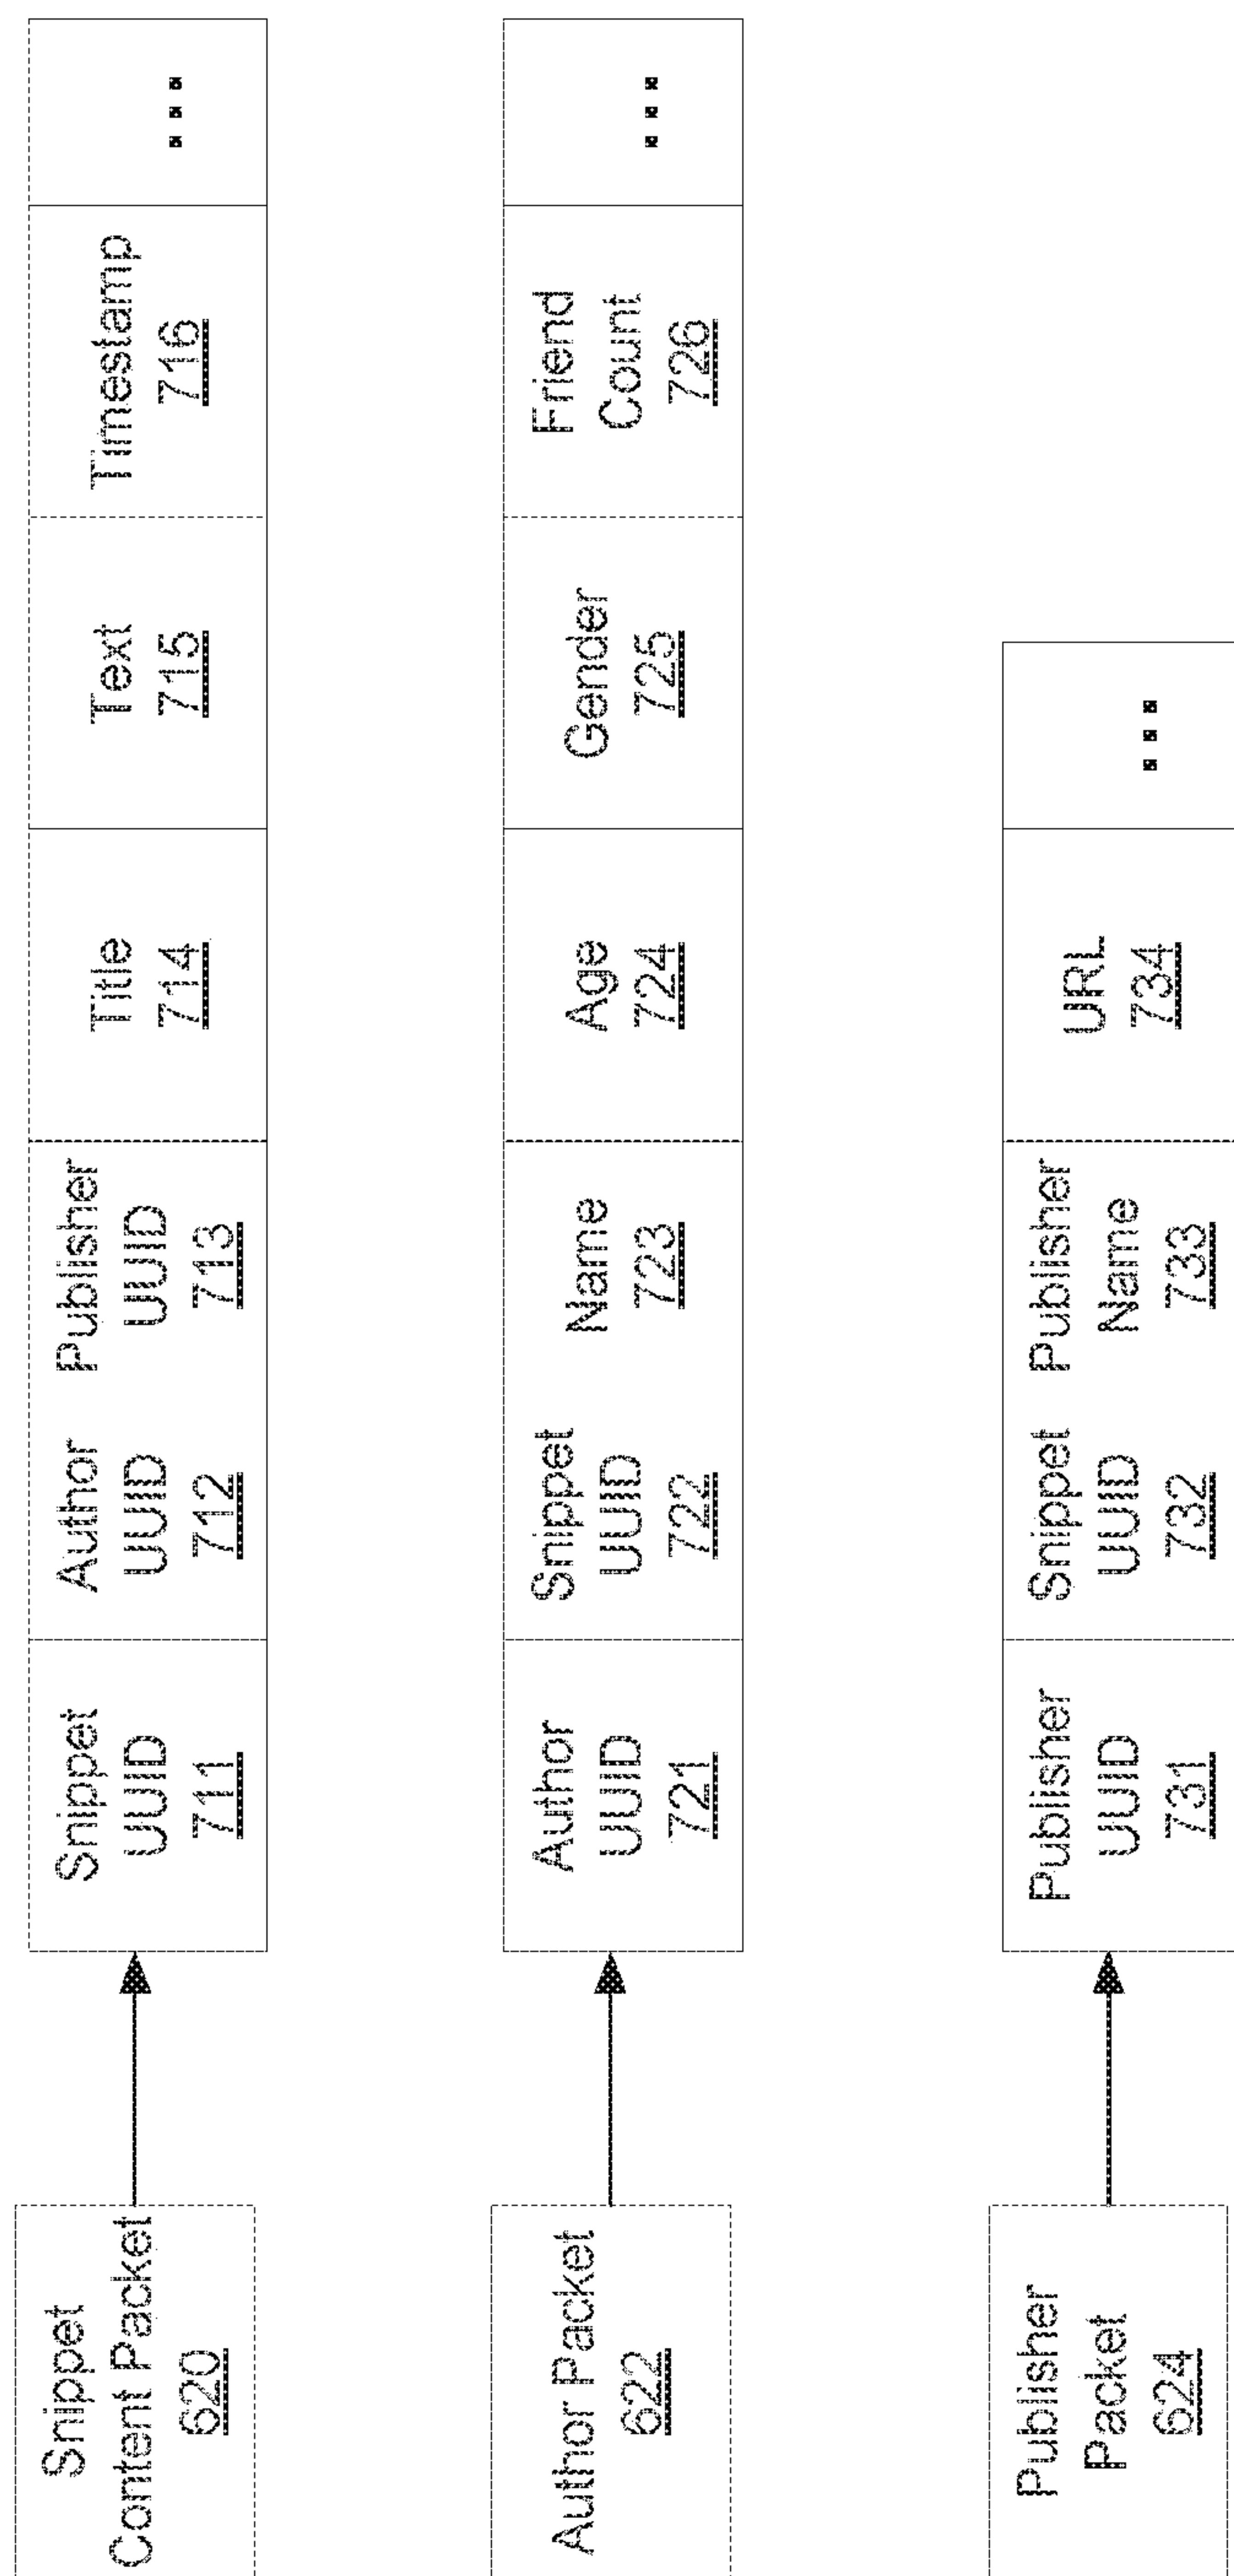 Snippet
Content Packet
620
Snippet
UUID
711
Author
UUID
712
Publisher
UUID
713
Title
714
Text
715
Timestamp
716
...
Author Packet
622
Author
UUID
721
Snippet
UUID
722
Name
723
Age
724
Gender
725
Friend
Count
726
...
Publisher
Packet
624
Publisher
UUID
731
Snippet
UUID
732
Publisher
Name
733
URL
734
...